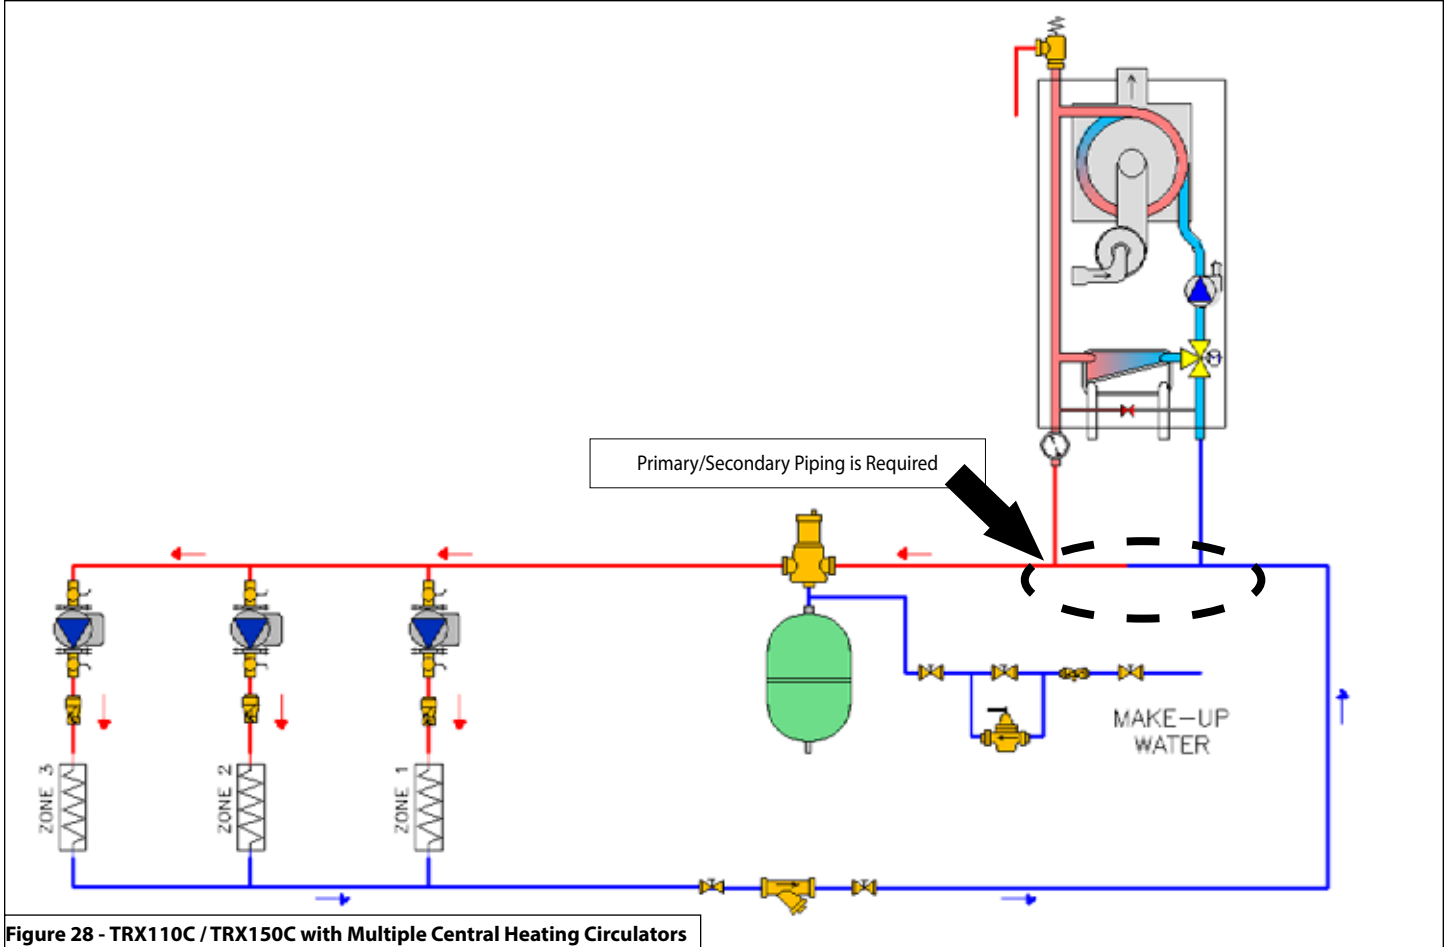 Primary/Secondary Piping is Required
MAKE-UP
WATER
ZONE 3
ZONE 2
ZONE 1
M
Figure 28 - TRX110C / TRX150C with Multiple Central Heating Circulators